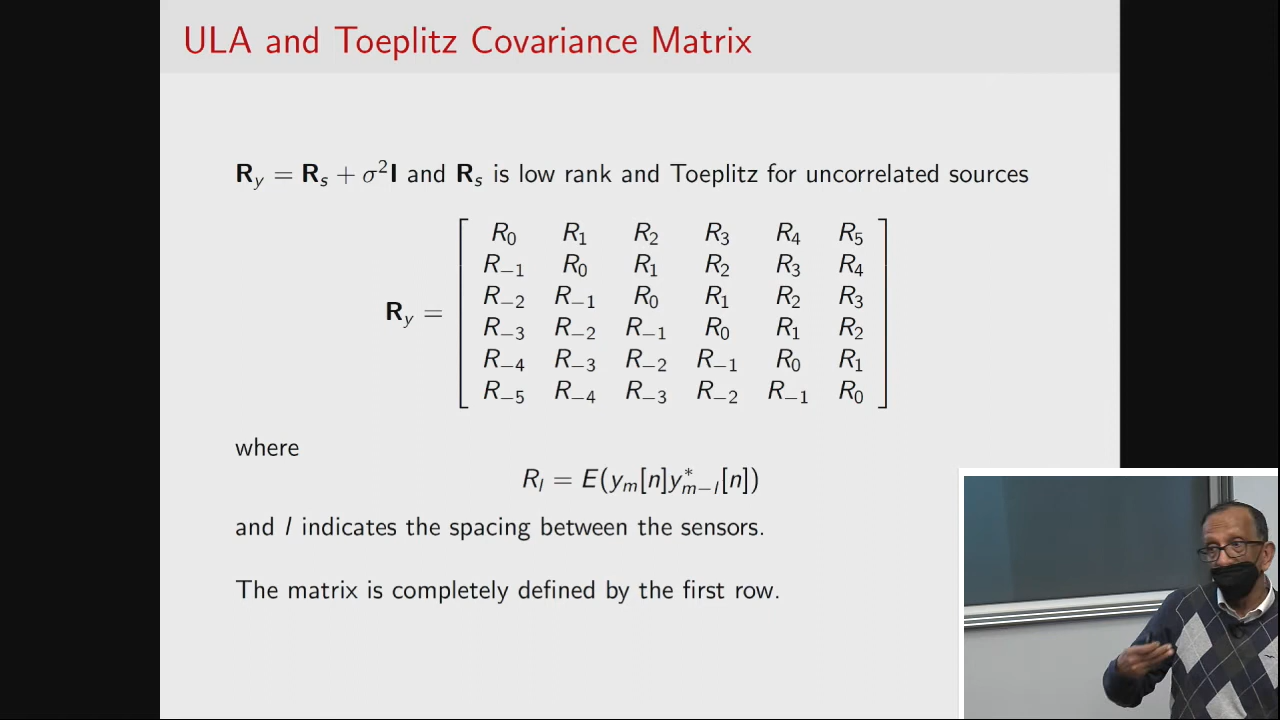 ULA and Toeplitz Covariance Matrix
R_y = R_s + σ²I and R_s is low rank and Toeplitz for uncorrelated sources
R_0 R_1 R_2 R_3 R_4 R_5
R_{-1} R_0 R_1 R_2 R_3 R_4
R_{-2} R_{-1} R_0 R_1 R_2 R_3
R_y =
R_{-3} R_{-2} R_{-1} R_0 R_1 R_2
R_{-4} R_{-3} R_{-2} R_{-1} R_0 R_1
R_{-5} R_{-4} R_{-3} R_{-2} R_{-1} R_0
where
R_l = E(y_m[n]y*_{m-l}[n])
and l indicates the spacing between the sensors.
The matrix is completely defined by the first row.